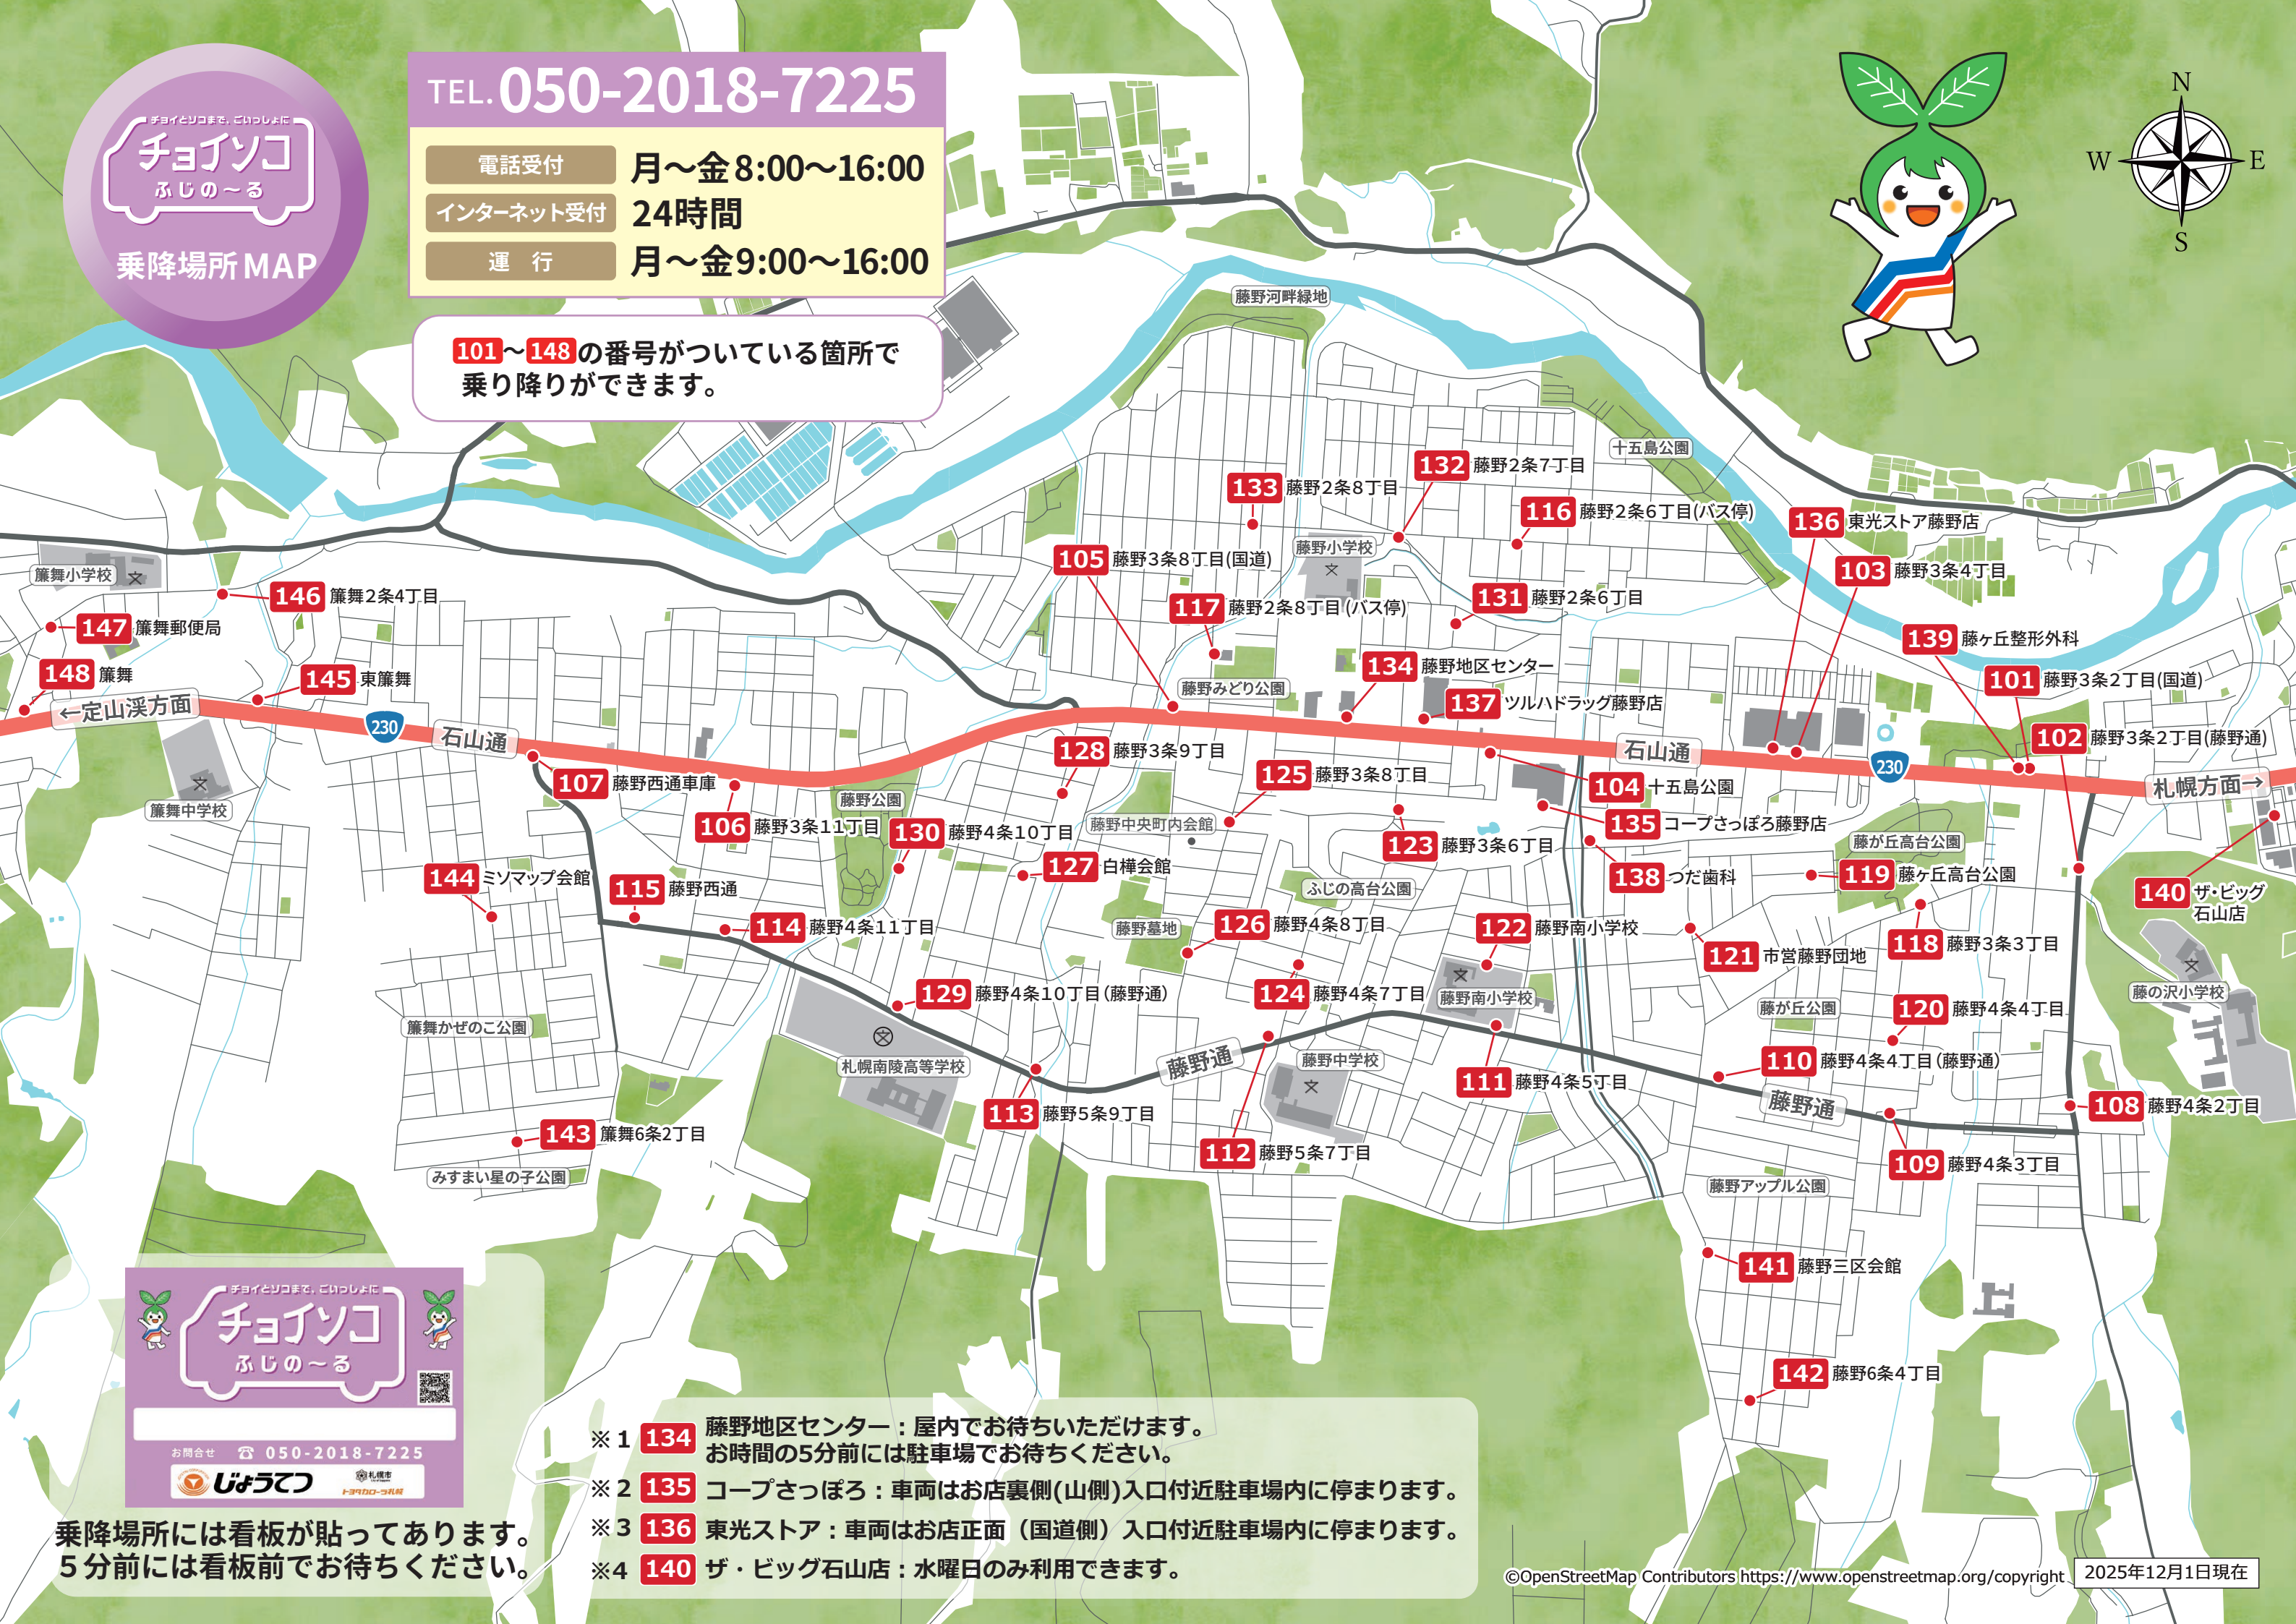 チョイとソコまで、ごいっしょに
チョイソコ
ふじの～る
乗降場所MAP
TEL.050-2018-7225
電話受付 月～金8:00～16:00
インターネット受付 24時間
運 行 月～金9:00～16:00
101～148の番号がついている箇所で
乗り降りができます。
N
W
E
S
藤野河畔緑地
十五島公園
132 藤野2条7丁目
133 藤野2条8丁目
116 藤野2条6丁目(バス停)
136 東光ストア藤野店
105 藤野3条8丁目(国道)
藤野小学校
103 藤野3条4丁目
簾舞小学校
146 簾舞2条4丁目
117 藤野2条8丁目(バス停)
131 藤野2条6丁目
147 簾舞郵便局
139 藤ヶ丘整形外科
148 簾舞
145 東簾舞
134 藤野地区センター
101 藤野3条2丁目(国道)
藤野みどり公園
137 ツルハドラッグ藤野店
←定山渓方面
230
石山通
128 藤野3条9丁目
石山通
230
102 藤野3条2丁目(藤野通)
107 藤野西通車庫
125 藤野3条8丁目
104 十五島公園
札幌方面→
簾舞中学校
藤野公園
106 藤野3条11丁目
130 藤野4条10丁目
藤野中央町内会館
135 コープさっぽろ藤野店
123 藤野3条6丁目
藤が丘高台公園
144 ミソマップ会館
127 白樺会館
138 つだ歯科
119 藤ヶ丘高台公園
115 藤野西通
ふじの高台公園
140 ザ・ビッグ
石山店
114 藤野4条11丁目
藤野墓地
126 藤野4条8丁目
122 藤野南小学校
121 市営藤野団地
118 藤野3条3丁目
129 藤野4条10丁目(藤野通)
124 藤野4条7丁目
藤野南小学校
藤の沢小学校
簾舞かぜのこ公園
藤が丘公園
120 藤野4条4丁目
札幌南陵高等学校
藤野通
藤野中学校
110 藤野4条4丁目(藤野通)
111 藤野4条5丁目
藤野通
113 藤野5条9丁目
108 藤野4条2丁目
143 簾舞6条2丁目
112 藤野5条7丁目
109 藤野4条3丁目
みすまい星の子公園
藤野アップル公園
141 藤野三区会館
142 藤野6条4丁目
チョイとソコまで、ごいっしょに
チョイソコ
ふじの～る
お問合せ ☎ 050-2018-7225
じょうてつ
札幌市
トヨタカローラ札幌
乗降場所には看板が貼ってあります。
5分前には看板前でお待ちください。
※1 134 藤野地区センター：屋内でお待ちいただけます。
お時間の5分前には駐車場でお待ちください。
※2 135 コープさっぽろ：車両はお店裏側(山側)入口付近駐車場内に停まります。
※3 136 東光ストア：車両はお店正面（国道側）入口付近駐車場内に停まります。
※4 140 ザ・ビッグ石山店：水曜日のみ利用できます。
©OpenStreetMap Contributors https://www.openstreetmap.org/copyright
2025年12月1日現在